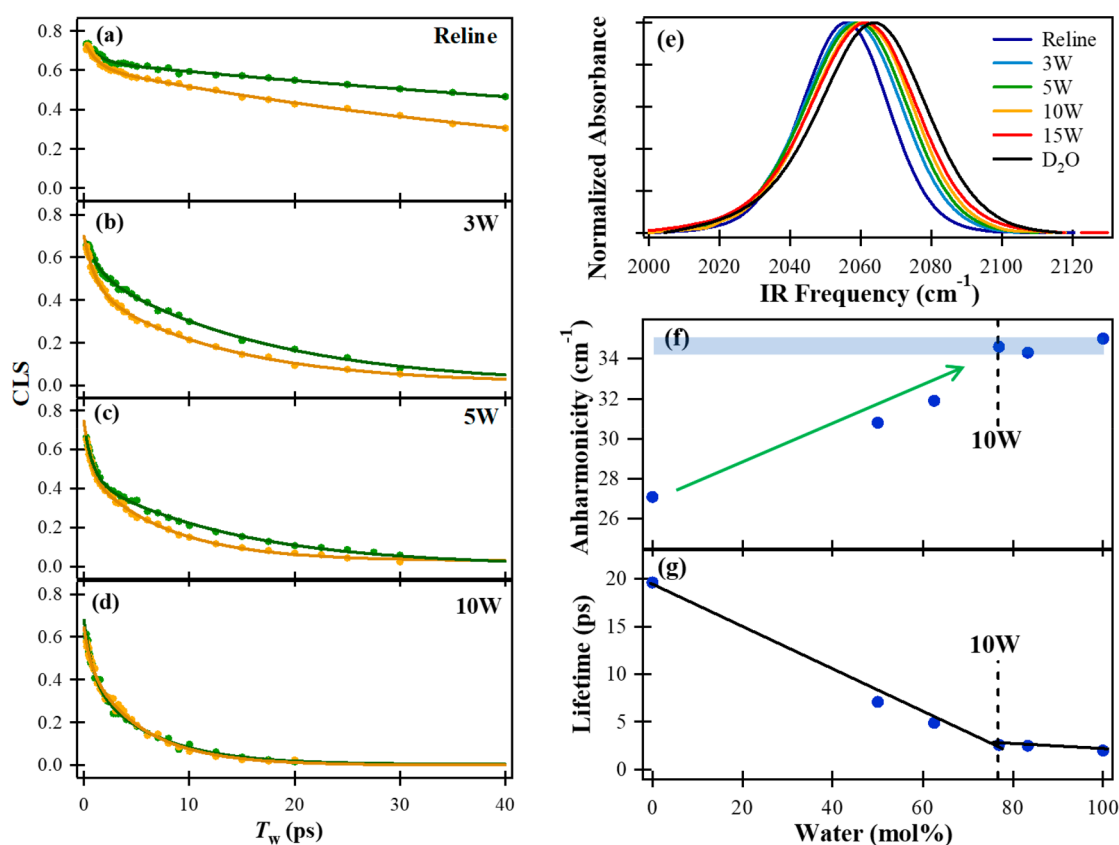 (a)
Reline
0.8
0.6
0.4
0.2
0.0
(b)
3W
0.8
0.6
0.4
0.2
0.0
CLS
(c)
5W
0.8
0.6
0.4
0.2
0.0
(d)
10W
0.8
0.6
0.4
0.2
0.0
0 10 20 30 40
T_w (ps)
(e)
Normalized Absorbance
Reline
3W
5W
10W
15W
D₂O
2000 2020 2040 2060 2080 2100 2120
IR Frequency (cm⁻¹)
(f)
Anharmonicity (cm⁻¹)
34
32
30
28
26
10W
(g)
Lifetime (ps)
20
15
10
5
0
10W
0 20 40 60 80 100
Water (mol%)